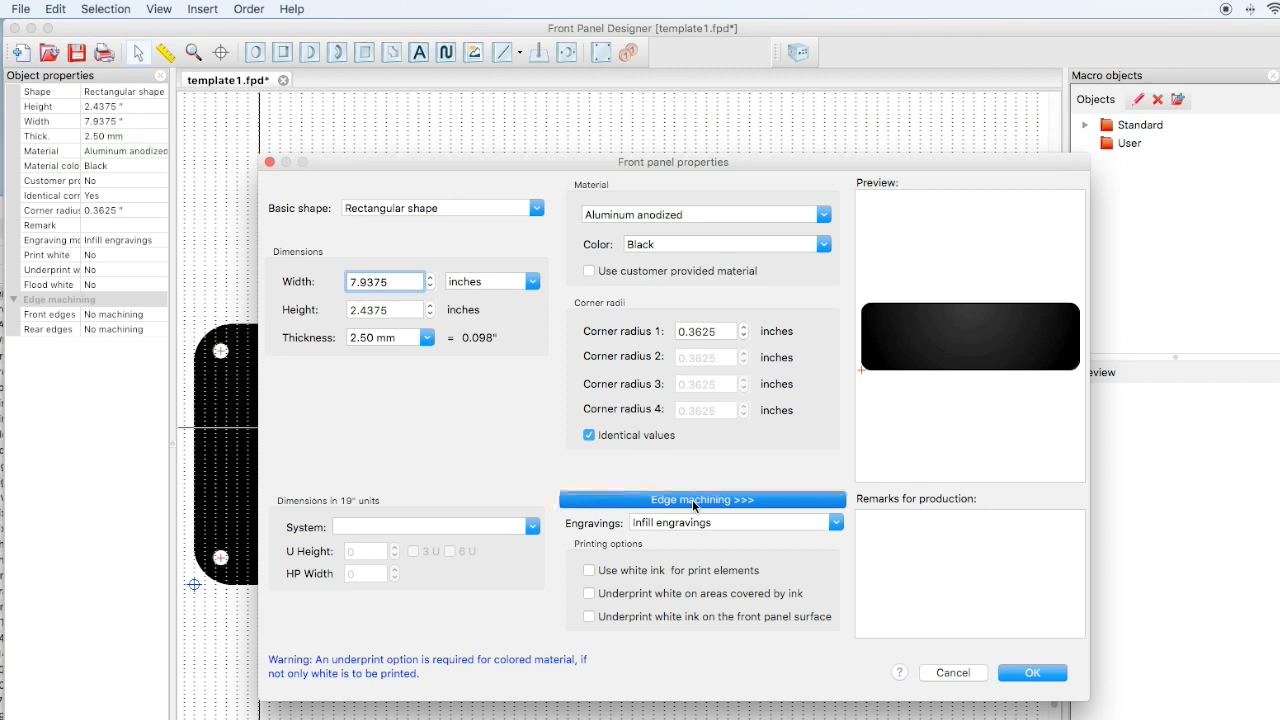 File Edit Selection View Insert Order Help
Front Panel Designer [template1.fpd*]
Object properties
template1.fpd*
Macro objects
Shape Rectangular shape
Height 2.4375 "
Width 7.9375 "
Thick. 2.50 mm
Material Aluminum anodized
Material colo Black
Customer pro No
Identical corr Yes
Corner radius 0.3625 "
Remark
Engraving mo Infill engravings
Print white No
Underprint w No
Flood white No
Edge machining
Front edges No machining
Rear edges No machining
Objects
Standard
User
eview
Front panel properties
Basic shape: Rectangular shape
Dimensions
Width: 7.9375 inches
Height: 2.4375 inches
Thickness: 2.50 mm = 0.098"
Dimensions in 19" units
System:
U Height: 0 3 U 6 U
HP Width 0
Warning: An underprint option is required for colored material, if
not only white is to be printed.
Material
Aluminum anodized
Color: Black
Use customer provided material
Corner radii
Corner radius 1: 0.3625 inches
Corner radius 2: 0.3625 inches
Corner radius 3: 0.3625 inches
Corner radius 4: 0.3625 inches
Identical values
Edge machining >>>
Engravings: Infill engravings
Printing options
Use white ink for print elements
Underprint white on areas covered by ink
Underprint white ink on the front panel surface
Preview:
Remarks for production:
? Cancel OK